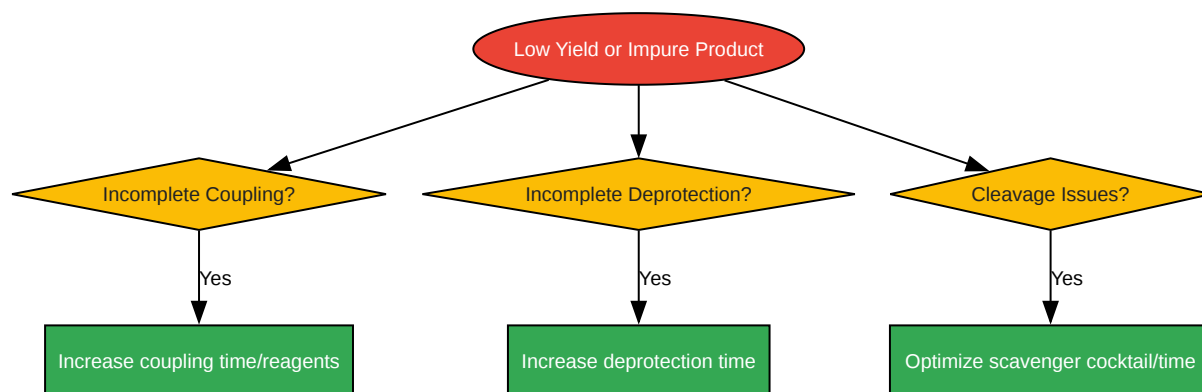 Low Yield or Impure Product
Incomplete Coupling?
Incomplete Deprotection?
Cleavage Issues?
Yes
Yes
Yes
Increase coupling time/reagents
Increase deprotection time
Optimize scavenger cocktail/time